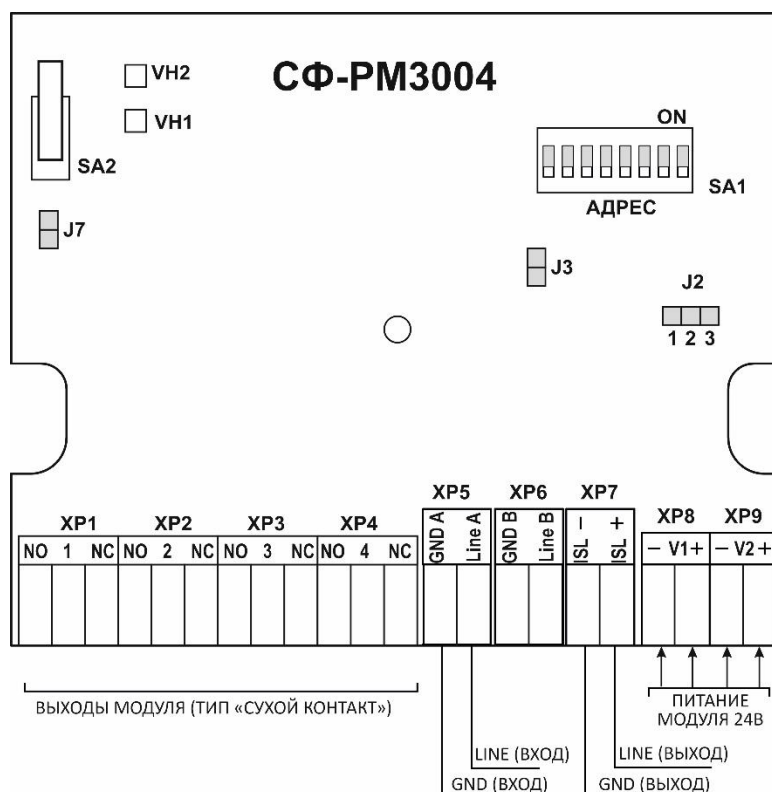 СФ-РМ3004
VH2
VH1
SA2
J7
ON
SA1
АДРЕС
J3
J2
1 2 3
XP1 XP2 XP3 XP4 XP5 XP6 XP7 XP8 XP9
NO 1 NC NO 2 NC NO 3 NC NO 4 NC
GND A Line A GND B Line B ISL − ISL +
− V1 + − V2 +
ВЫХОДЫ МОДУЛЯ (ТИП «СУХОЙ КОНТАКТ»)
ПИТАНИЕ
МОДУЛЯ 24В
LINE (ВХОД) LINE (ВЫХОД)
GND (ВХОД) GND (ВЫХОД)